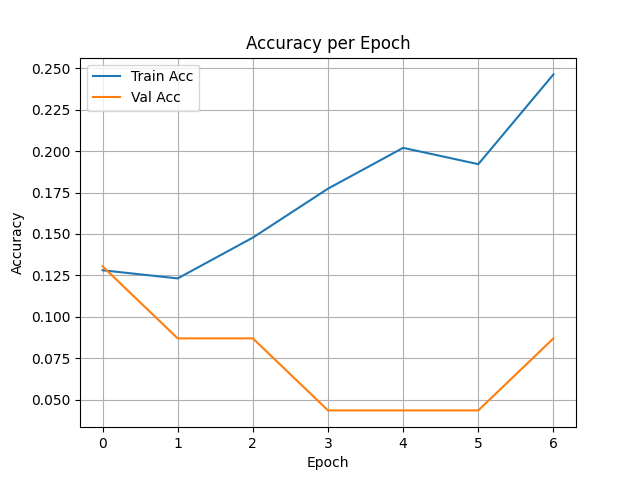 Accuracy per Epoch
Train Acc
Val Acc
0.250
0.225
0.200
0.175
0.150
0.125
0.100
0.075
0.050
Accuracy
0 1 2 3 4 5 6
Epoch